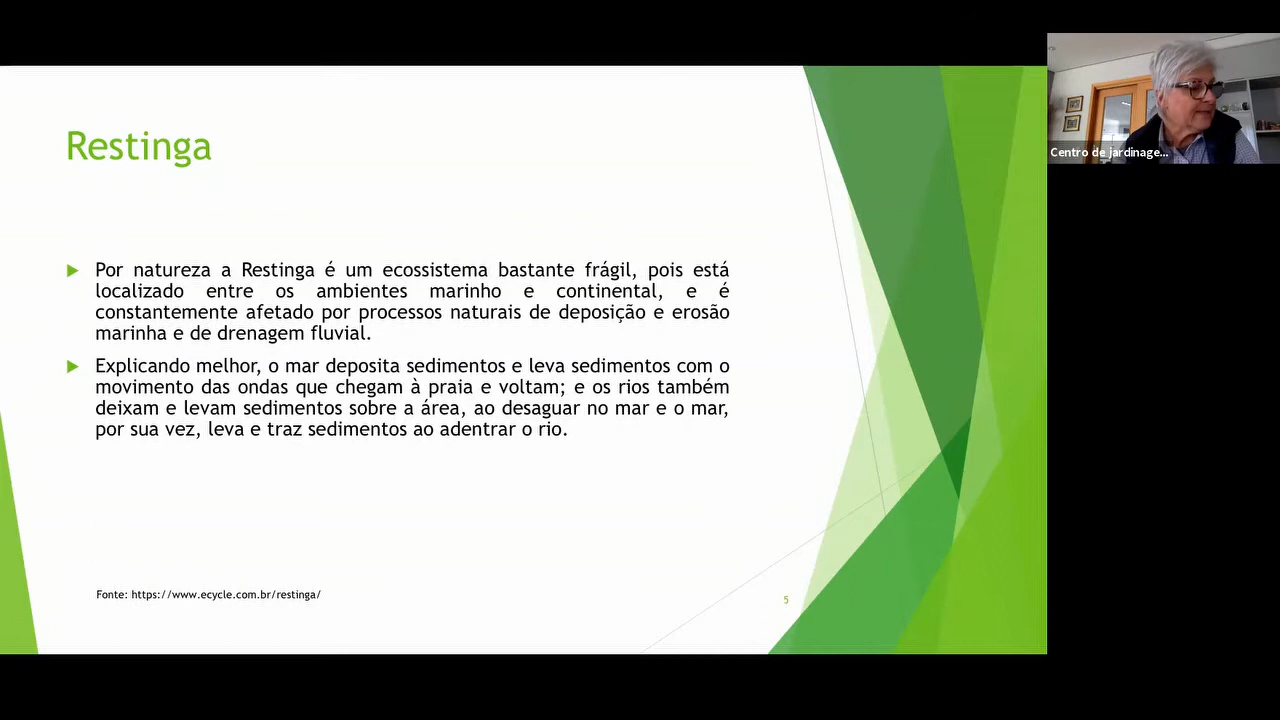 Restinga
Por natureza a Restinga é um ecossistema bastante frágil, pois está
localizado entre os ambientes marinho e continental, e é
constantemente afetado por processos naturais de deposição e erosão
marinha e de drenagem fluvial.
Explicando melhor, o mar deposita sedimentos e leva sedimentos com o
movimento das ondas que chegam à praia e voltam; e os rios também
deixam e levam sedimentos sobre a área, ao desaguar no mar e o mar,
por sua vez, leva e traz sedimentos ao adentrar o rio.
Fonte: https://www.ecycle.com.br/restinga/
5
Centro de jardinage...